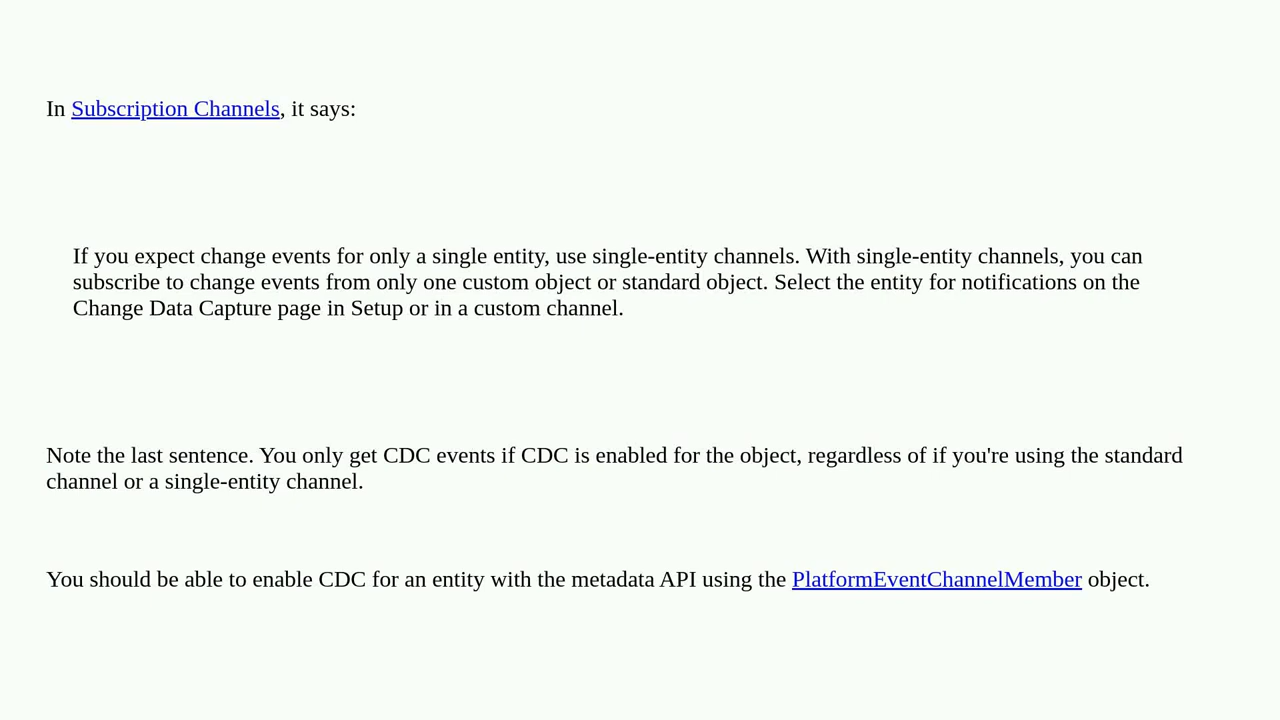 In Subscription Channels, it says:
If you expect change events for only a single entity, use single-entity channels. With single-entity channels, you can
subscribe to change events from only one custom object or standard object. Select the entity for notifications on the
Change Data Capture page in Setup or in a custom channel.
Note the last sentence. You only get CDC events if CDC is enabled for the object, regardless of if you're using the standard
channel or a single-entity channel.
You should be able to enable CDC for an entity with the metadata API using the PlatformEventChannelMember object.